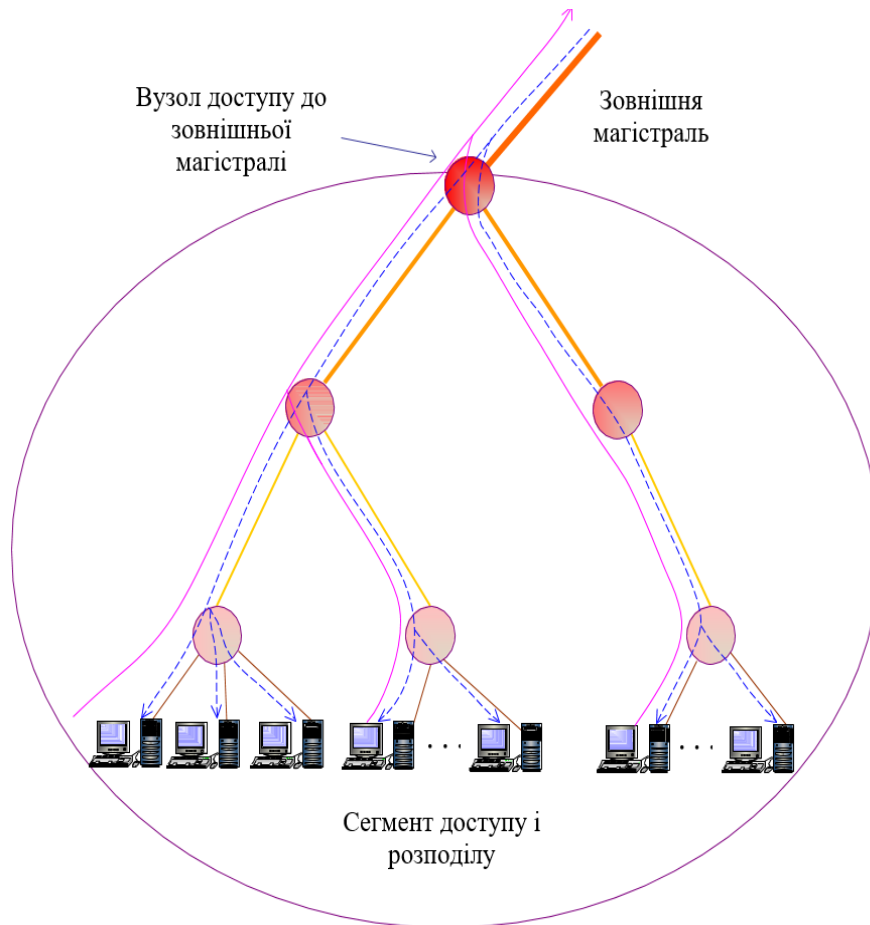 Вузол доступу до
зовнішньої
магістралі
Зовнішня
магістраль
Сегмент доступу і
розподілу